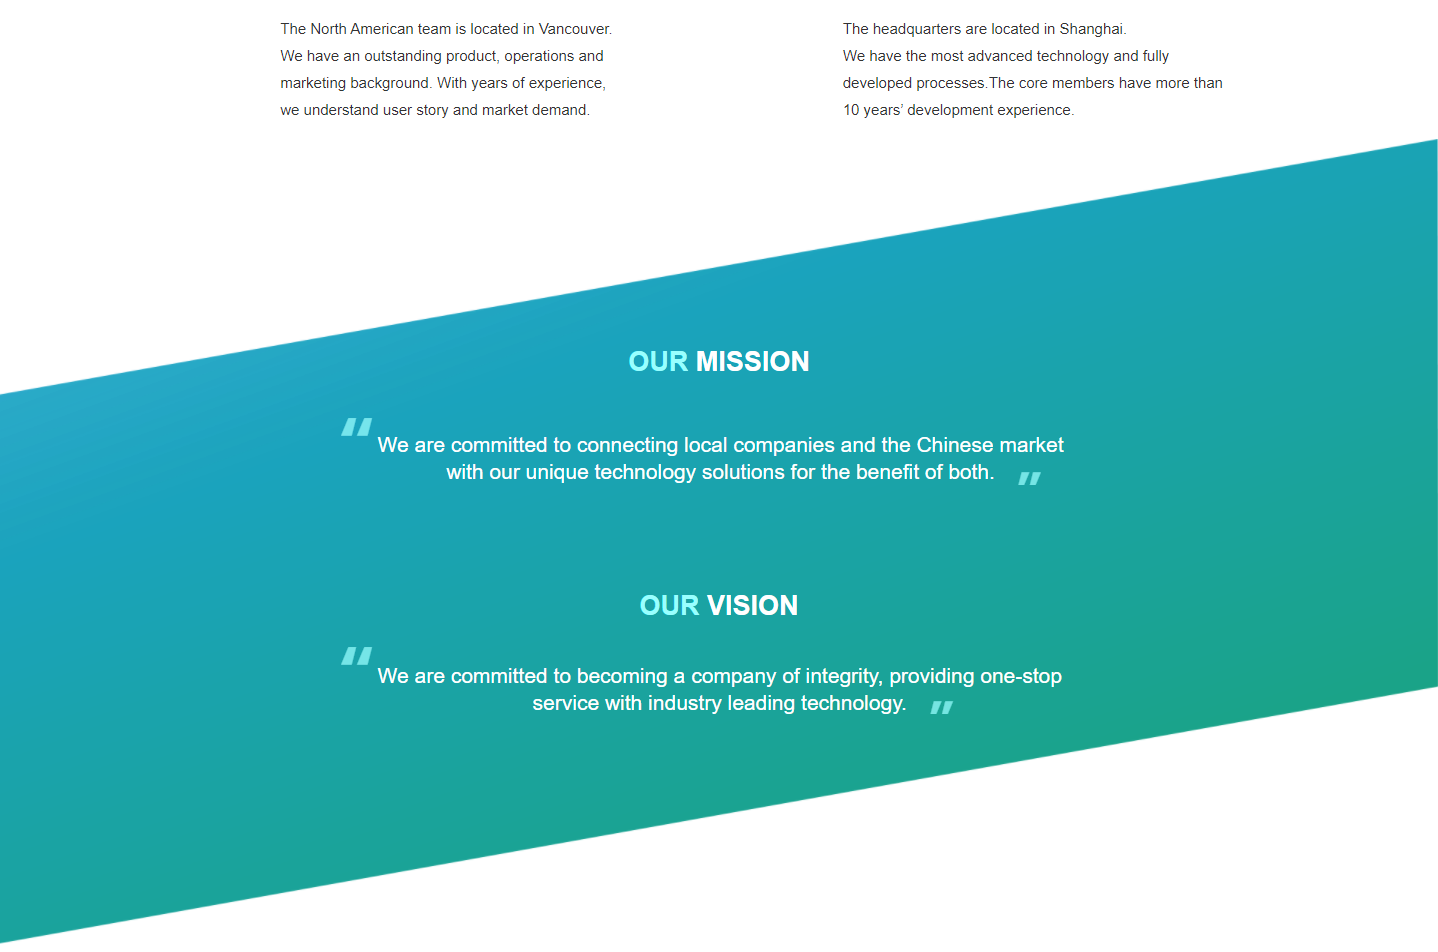 The North American team is located in Vancouver.
We have an outstanding product, operations and
marketing background. With years of experience,
we understand user story and market demand.
The headquarters are located in Shanghai.
We have the most advanced technology and fully
developed processes.The core members have more than
10 years’ development experience.
OUR MISSION
" We are committed to connecting local companies and the Chinese market
with our unique technology solutions for the benefit of both. "
OUR VISION
" We are committed to becoming a company of integrity, providing one-stop
service with industry leading technology. "